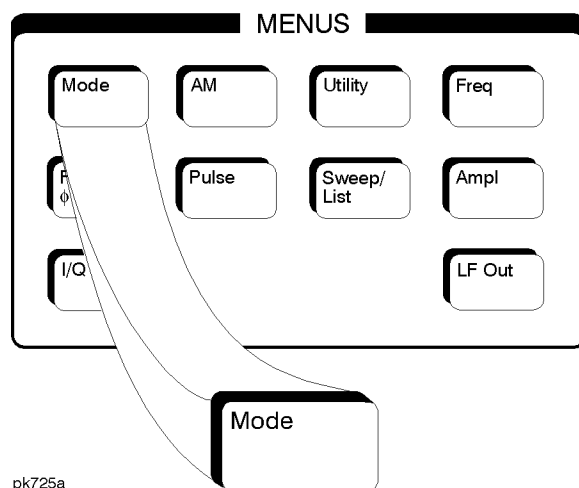 MENUS
Mode AM Utility Freq
Pulse Sweep/
List Ampl
ϕ
I/Q LF Out
Mode
pk725a